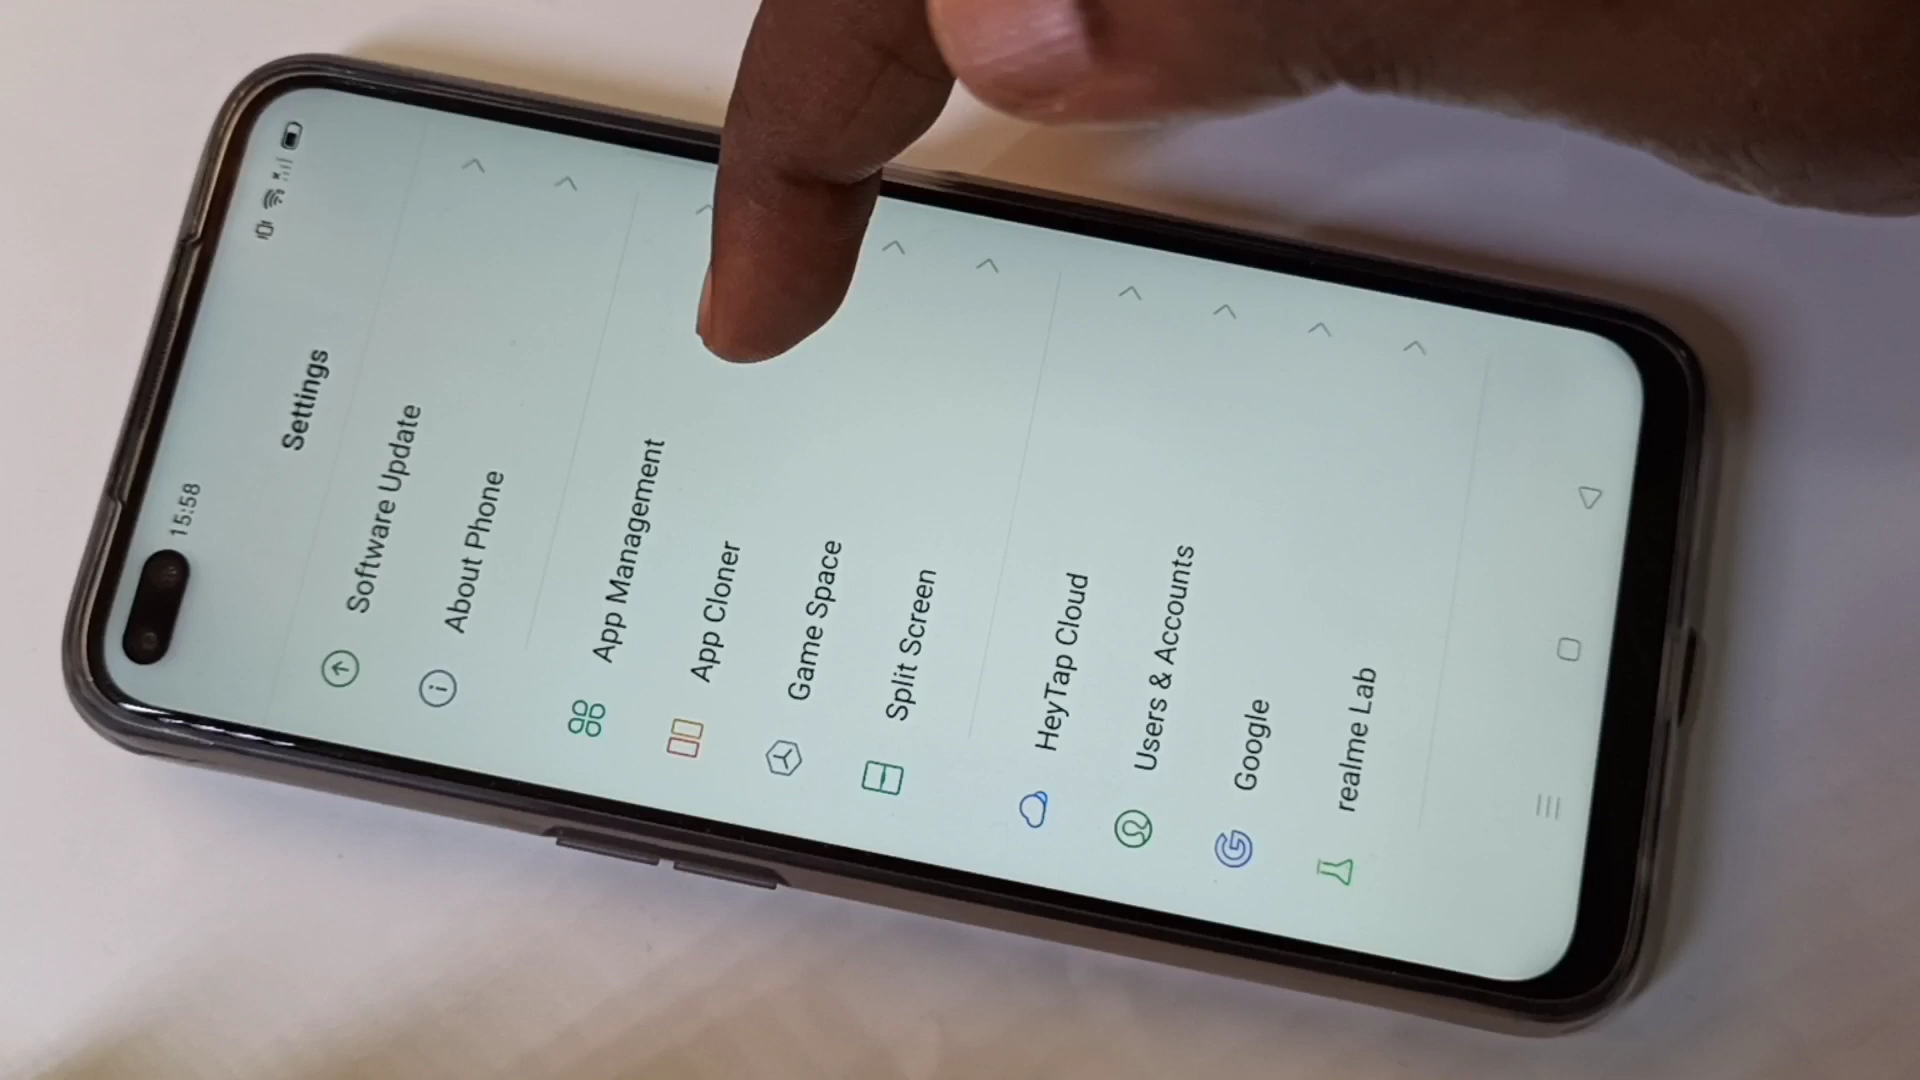 15:58
Settings
Software Update
About Phone
App Management
App Cloner
Game Space
Split Screen
HeyTap Cloud
Users & Accounts
Google
realme Lab